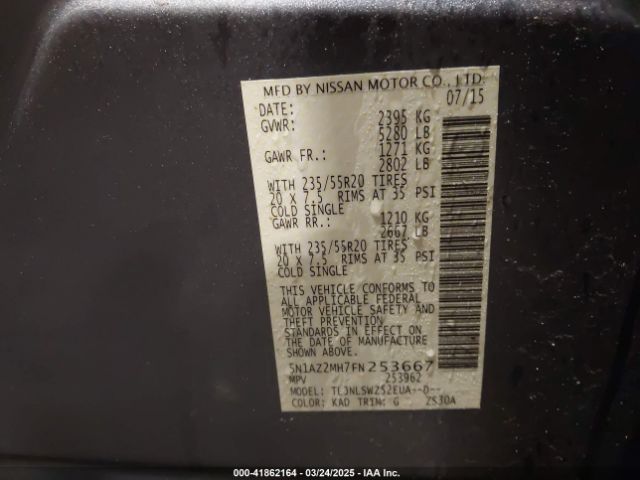 MFD BY NISSAN MOTOR CO., LTD.
DATE: 07/15
GVWR: 2395 KG
5280 LB
GAWR FR.: 1271 KG
2802 LB
WITH 235/55R20 TIRES
20 X 7.5 RIMS AT 35 PSI
COLD SINGLE
GAWR RR.: 1210 KG
2667 LB
WITH 235/55R20 TIRES
20 X 7.5 RIMS AT 35 PSI
COLD SINGLE
THIS VEHICLE CONFORMS TO
ALL APPLICABLE FEDERAL
MOTOR VEHICLE SAFETY AND
THEFT PREVENTION
STANDARDS IN EFFECT ON
THE DATE OF MANUFACTURE
5N1AZ2MH7FN253667
MPV 253962
MODEL:
COLOR: KAD TRIM: G ZS30A
000-41862164 - 03/24/2025 - IAA Inc.